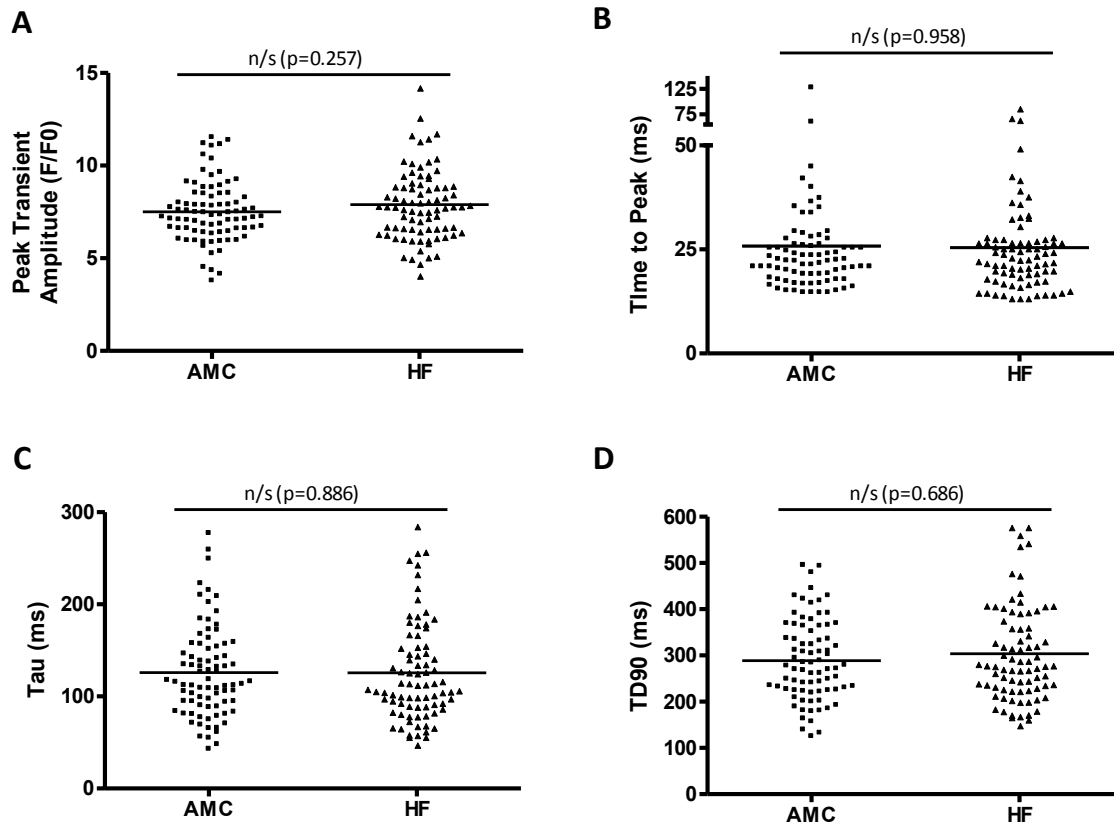 A
n/s (p=0.257)
Peak Transient
Amplitude (F/F0)
15
10
5
0
AMC
HF
B
n/s (p=0.958)
TIme to Peak (ms)
125
75
50
25
0
AMC
HF
C
n/s (p=0.886)
Tau (ms)
300
200
100
0
AMC
HF
D
n/s (p=0.686)
TD90 (ms)
600
500
400
300
200
100
0
AMC
HF